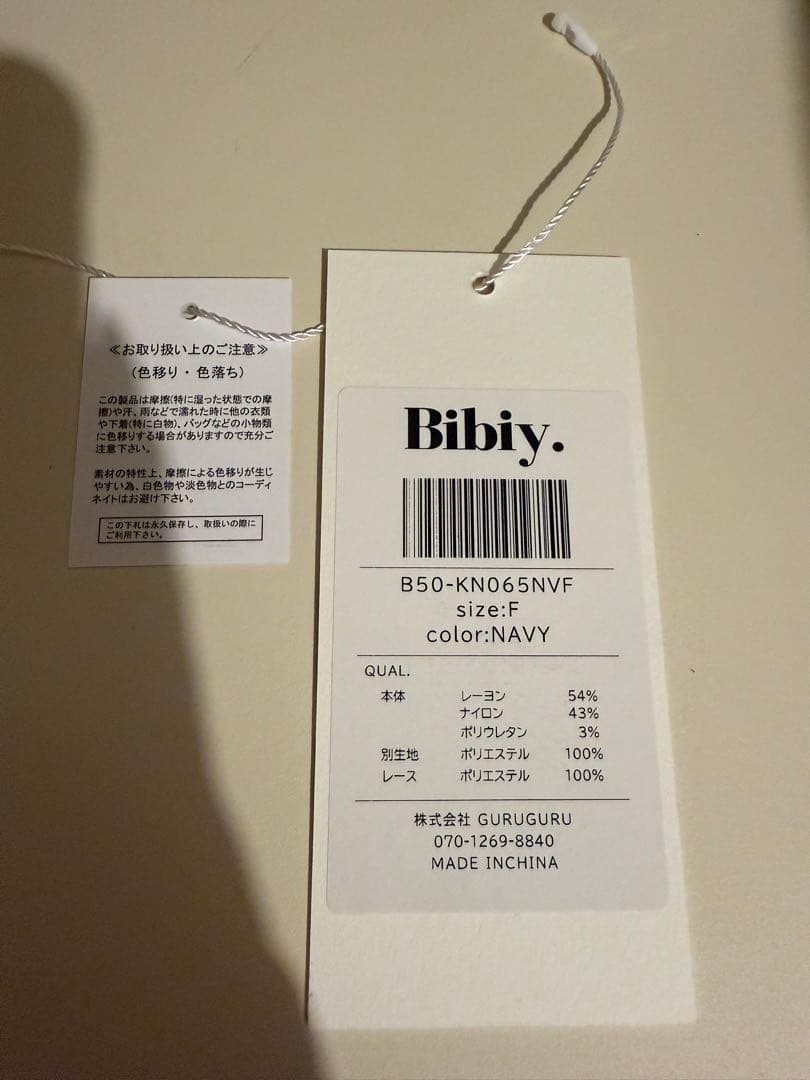 ≪お取り扱い上のご注意≫
(色移り・色落ち)
この製品は摩擦(特に湿った状態での摩
擦)や汗、雨などで濡れた時に他の衣類
や下着(特に白物)、バッグなどの小物類
に色移りする場合がありますので充分ご
注意下さい。
素材の特性上、摩擦による色移りが生じ
やすい為、白色物や淡色物とのコーディ
ネイトはお避け下さい。
この下札は永久保存し、取扱いの際に
ご利用下さい。
Bibiy.
B50-KN065NVF
size:F
color:NAVY
QUAL.
本体 レーヨン 54%
ナイロン 43%
ポリウレタン 3%
別生地 ポリエステル 100%
レース ポリエステル 100%
株式会社 GURUGURU
070-1269-8840
MADE INCHINA